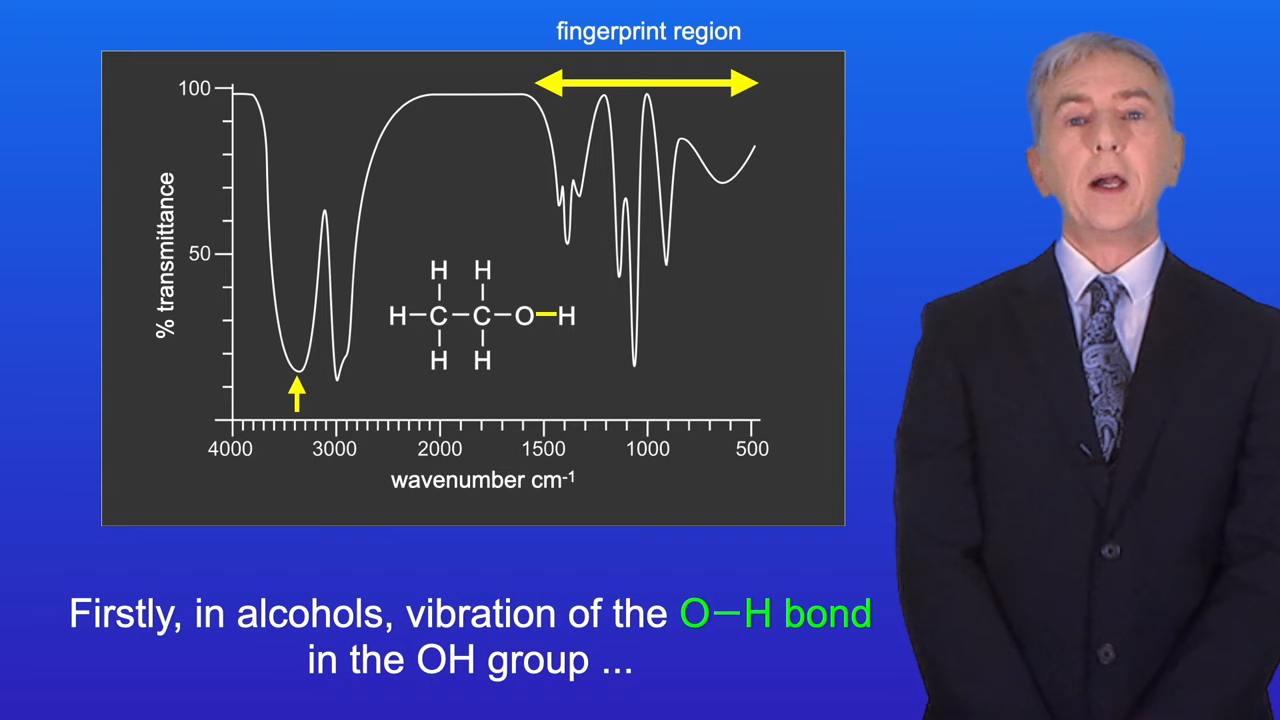 fingerprint region
100
50
% transmittance
H H
H C C O H
H H
4000 3000 2000 1500 1000 500
wavenumber cm-1
Firstly, in alcohols, vibration of the O−H bond
in the OH group ...